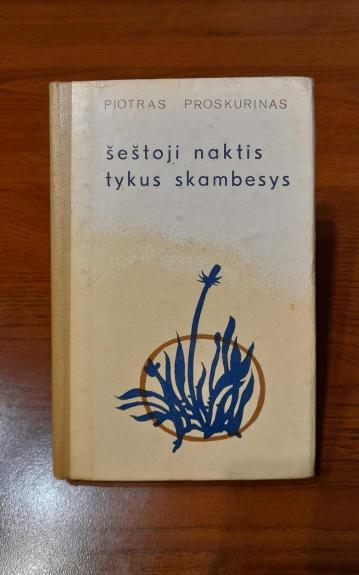 PIOTRAS PROSKURINAS
šeštoji naktis
tykus skambesys